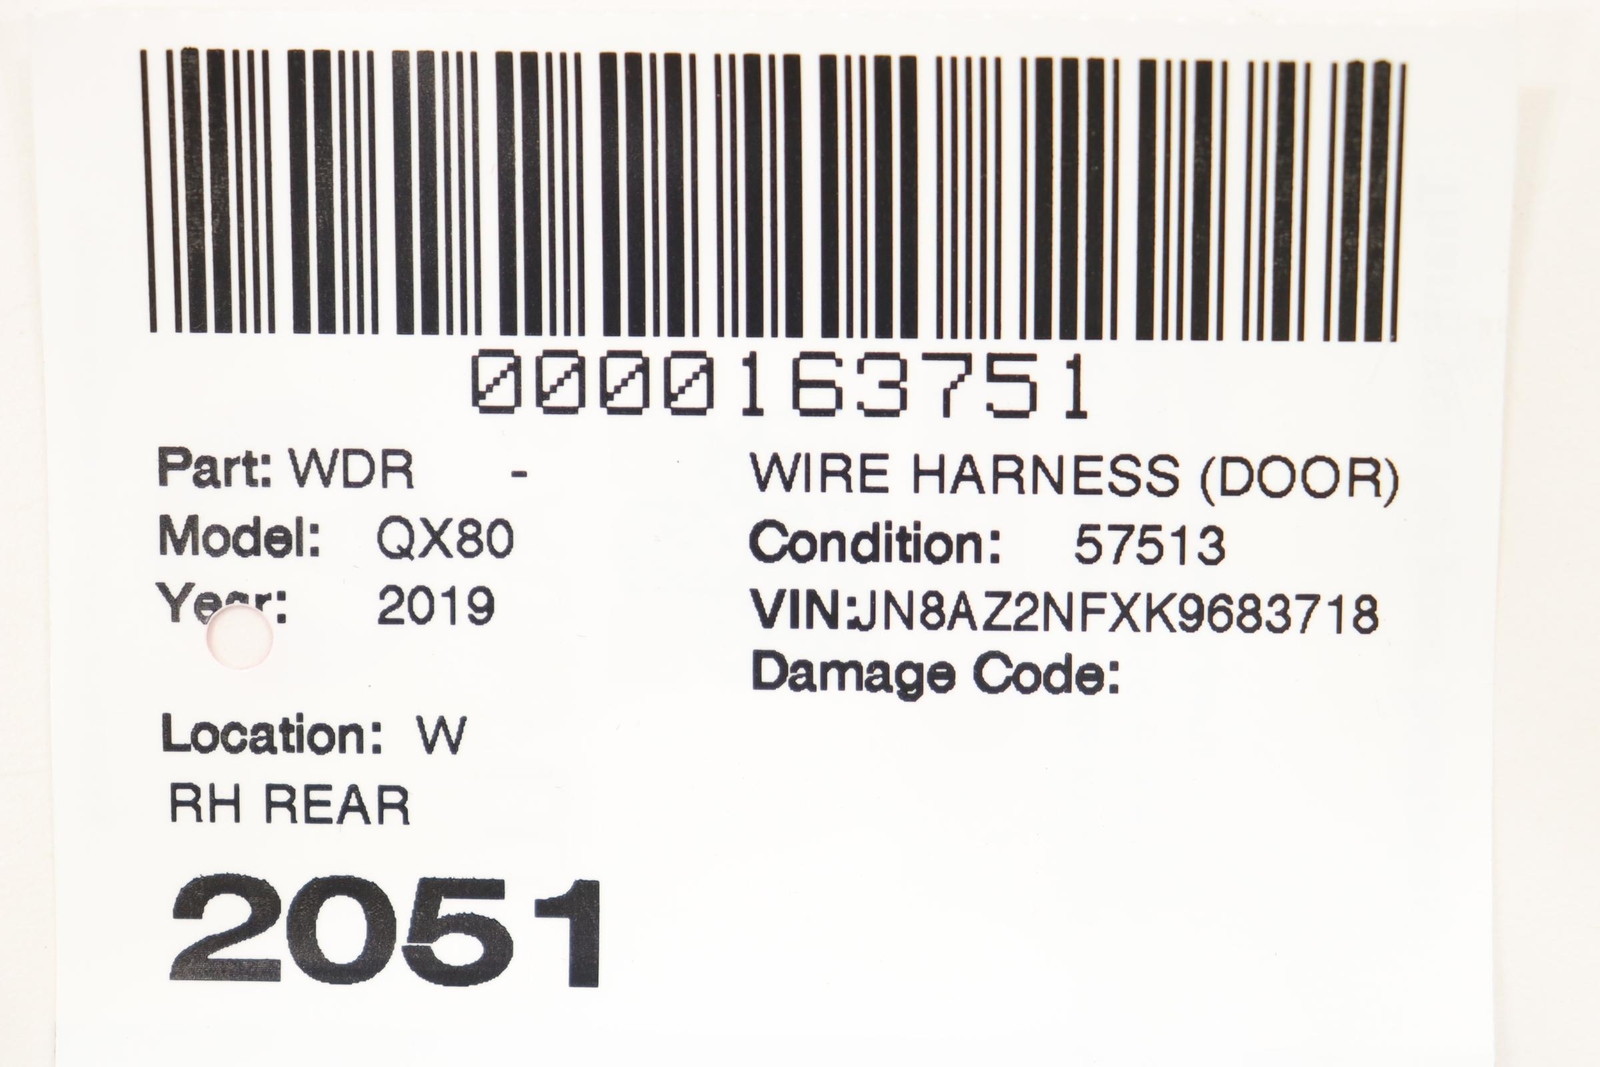 0000163751
Part: WDR - WIRE HARNESS (DOOR)
Model: QX80 Condition: 57513
Year: 2019 VIN:JN8AZ2NFXK9683718
Damage Code:
Location: W
RH REAR
2051